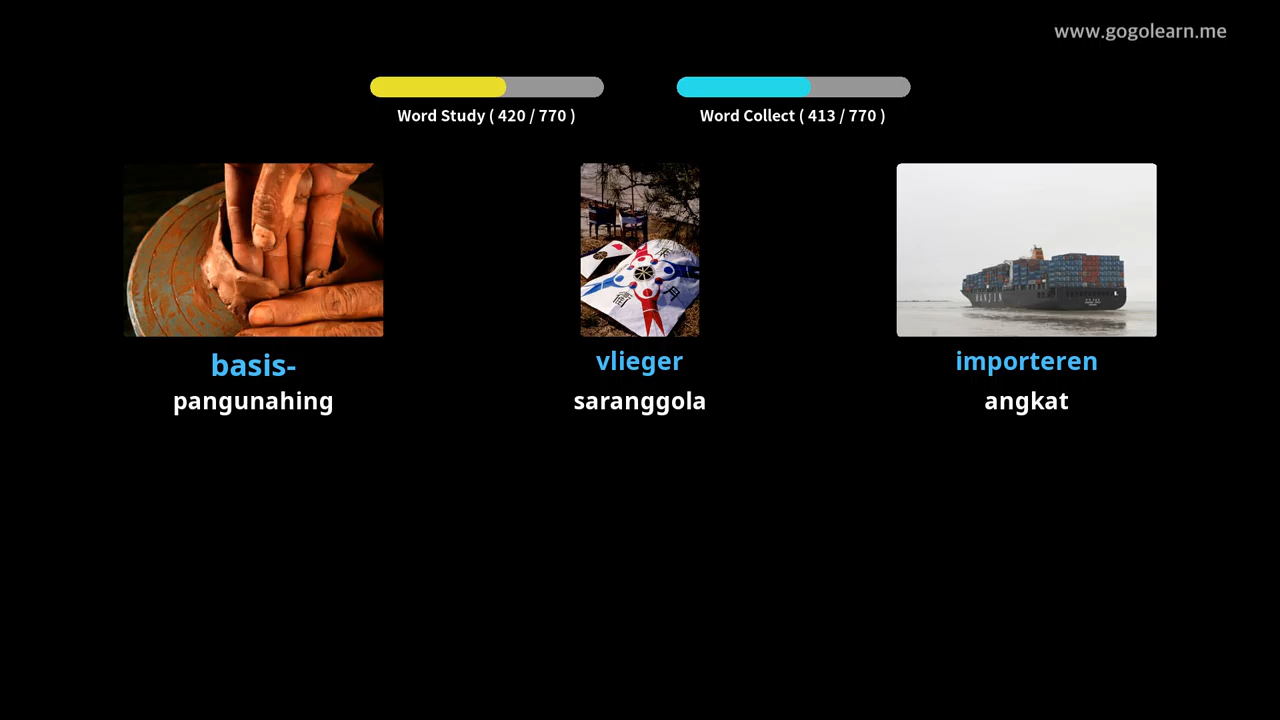 www.gogolearn.me
Word Study ( 420 / 770 )
Word Collect ( 413 / 770 )
basis-
pangunahing
vlieger
saranggola
importeren
angkat